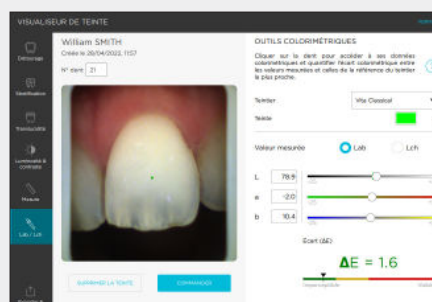 VISUALISEUR DE TEINTE
William SMITH
Créée le 28/04/2022, 11:57
N° dent 21
Détourage
Translucidité
Luminosité & contraste
Mesure
Lab / Lch
SUPPRIMER LA TEINTE
COMMANDER
OUTILS COLORIMÉTRIQUES
Cliquer sur la dent pour accéder à ses données
colorimétriques et quantifier l'écart colorimétrique entre
les valeurs mesurées et celles de la référence du teintier
la plus proche.
Teintier
Vita Classical
Teinte
Valeur mesurée
Lab
Lch
L 78.9
a -2.0
b 10.4
Ecart (ΔE)
ΔE = 1.6